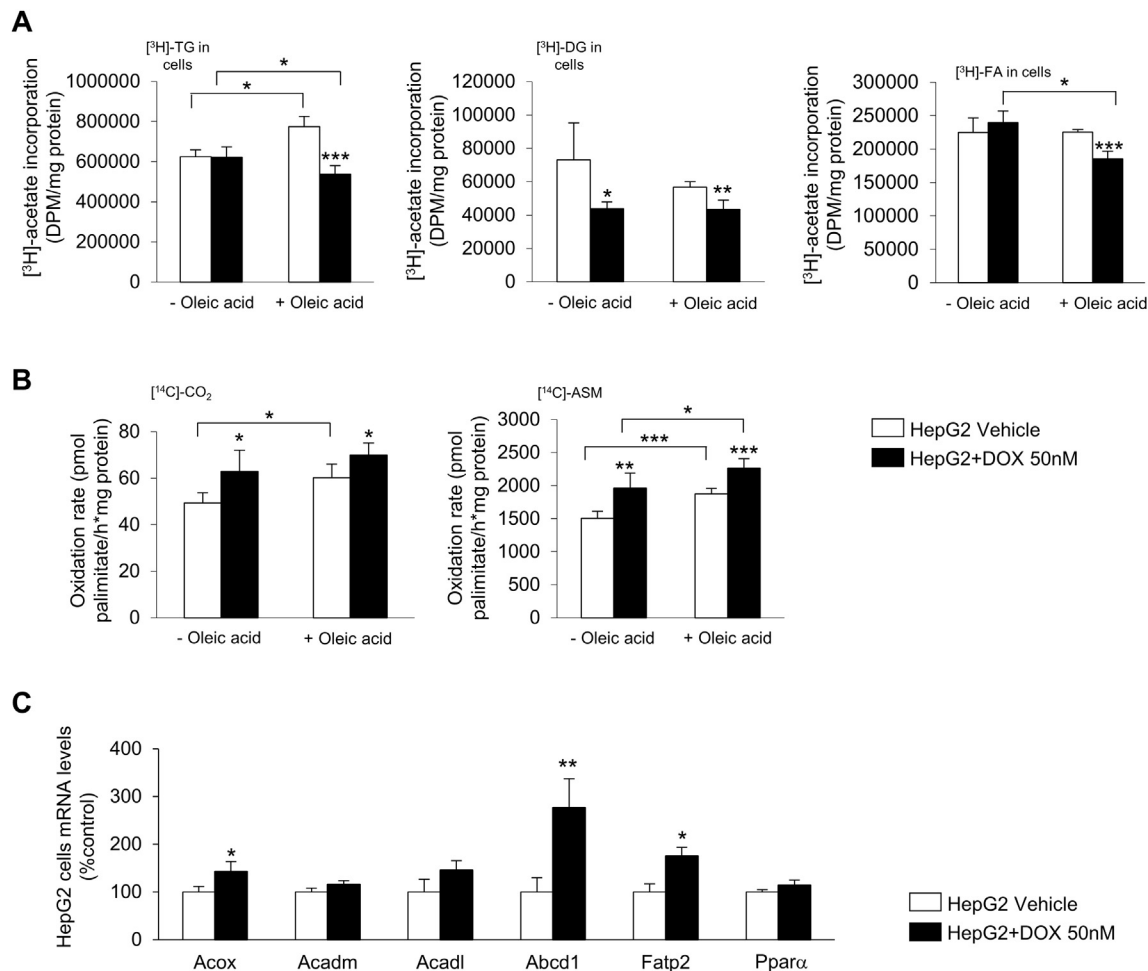 A
[³H]-TG in
cells
[³H]-acetate incorporation
(DPM/mg protein)
1000000
800000
600000
400000
200000
0
*
*
***
- Oleic acid
+ Oleic acid
[³H]-DG in
cells
[³H]-acetate incorporation
(DPM/mg protein)
120000
100000
80000
60000
40000
20000
0
*
**
- Oleic acid
+ Oleic acid
[³H]-FA in cells
[³H]-acetate incorporation
(DPM/mg protein)
300000
250000
200000
150000
100000
50000
0
*
***
- Oleic acid
+ Oleic acid
B
[¹⁴C]-CO₂
Oxidation rate (pmol
palimitate/h*mg protein)
80
60
40
20
0
*
*
*
- Oleic acid
+ Oleic acid
[¹⁴C]-ASM
Oxidation rate (pmol
palimitate/h*mg protein)
3000
2500
2000
1500
1000
500
0
*
***
**
***
- Oleic acid
+ Oleic acid
HepG2 Vehicle
HepG2+DOX 50nM
C
HepG2 cells mRNA levels
(%control)
400
300
200
100
0
*
**
*
Acox
Acadm
Acadl
Abcd1
Fatp2
Pparα
HepG2 Vehicle
HepG2+DOX 50nM